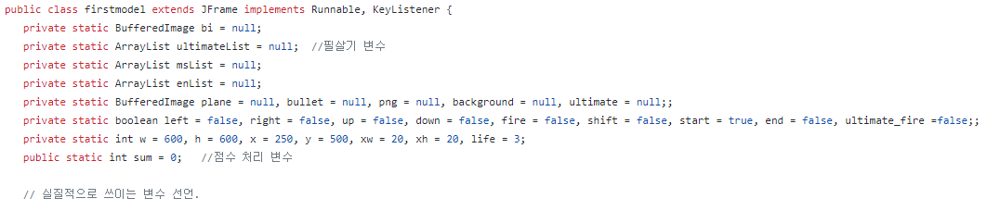 public class firstmodel extends JFrame implements Runnable, KeyListener {
private static BufferedImage bi = null;
private static ArrayList ultimateList = null;  //필살기 변수
private static ArrayList msList = null;
private static ArrayList enList = null;
private static BufferedImage plane = null, bullet = null, png = null, background = null, ultimate = null;;
private static boolean left = false, right = false, up = false, down = false, fire = false, shift = false, start = true, end = false, ultimate_fire =false;;
private static int w = 600, h = 600, x = 250, y = 500, xw = 20, xh = 20, life = 3;
public static int sum = 0;   //점수 처리 변수
// 실질적으로 쓰이는 변수 선언.